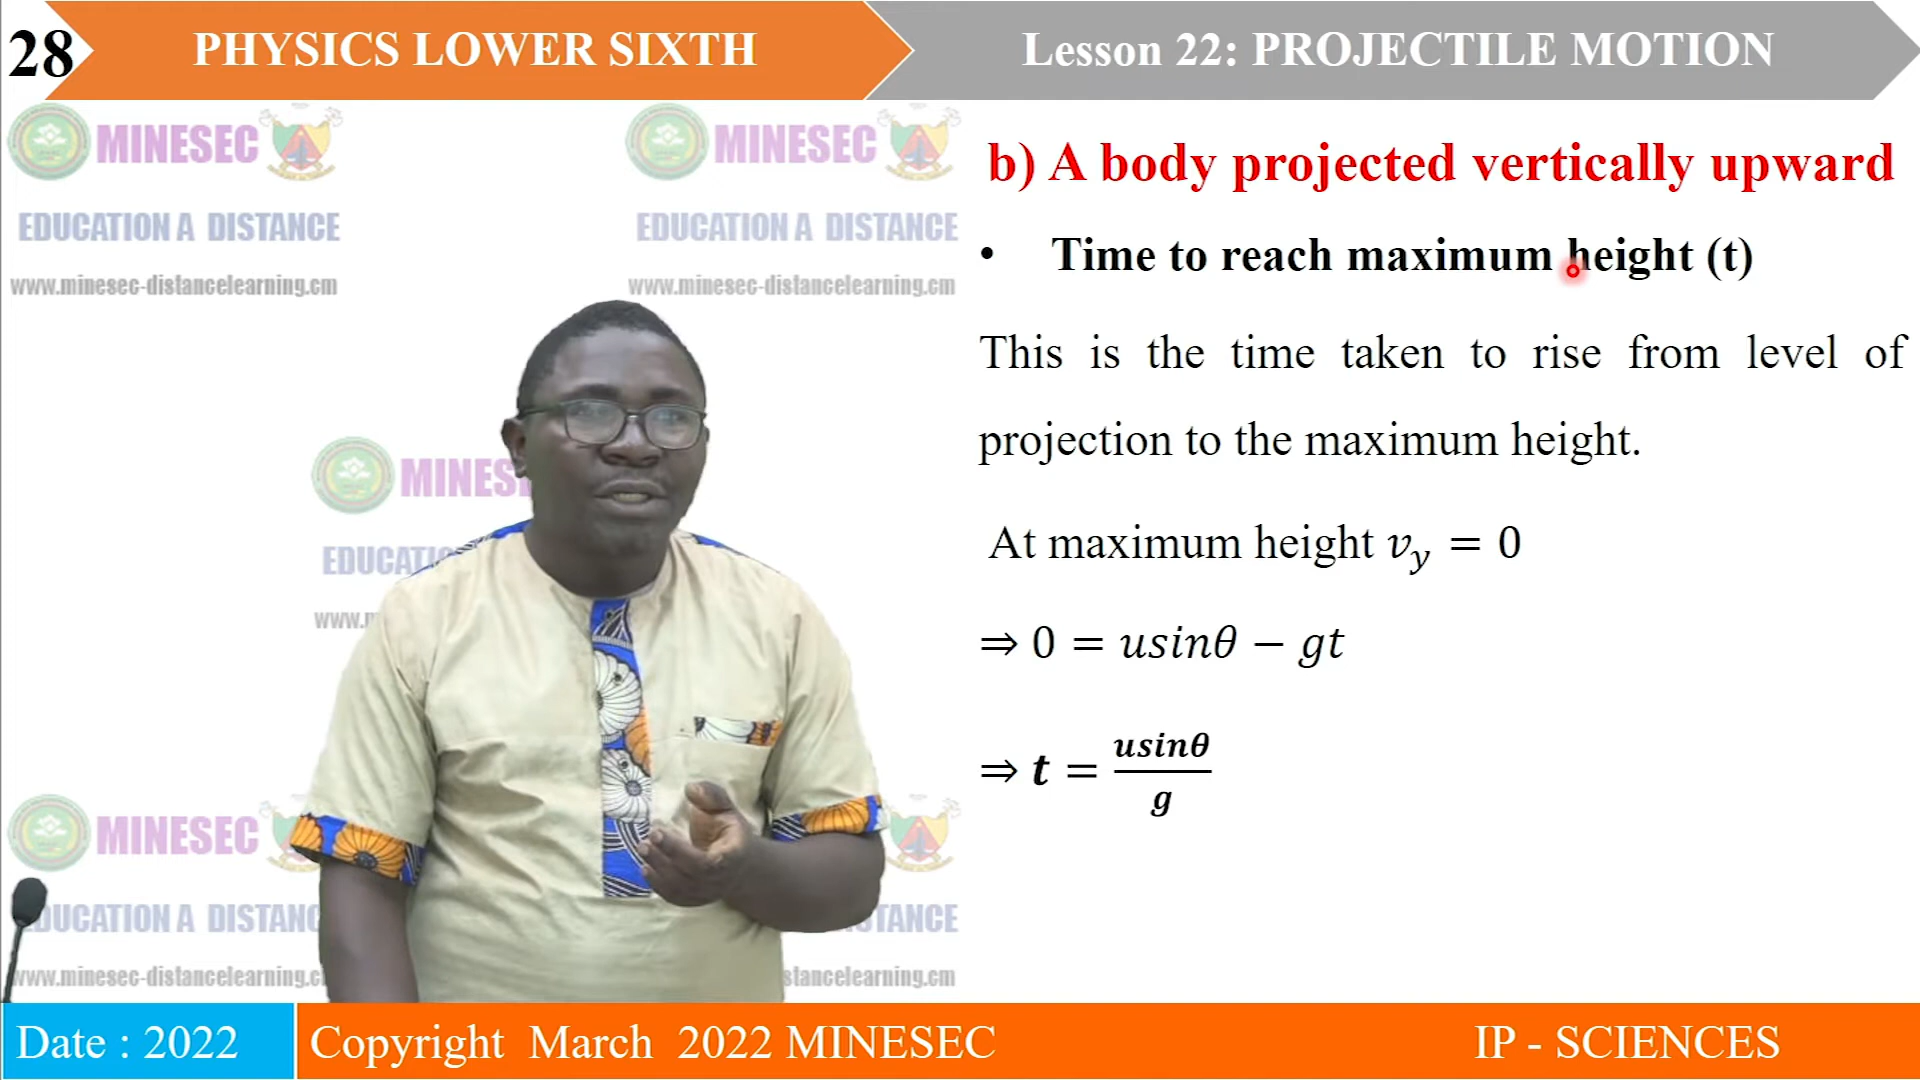 28
PHYSICS LOWER SIXTH
Lesson 22: PROJECTILE MOTION
MINESEC
EDUCATION A DISTANCE
www.minesec-distancelearning.cm
MINESEC
EDUCATION A DISTANCE
www.minesec-distancelearning.cm
b) A body projected vertically upward
• Time to reach maximum height (t)
This is the time taken to rise from level of
projection to the maximum height.
At maximum height v_y = 0
⇒ 0 = usinθ − gt
⇒ t = usinθ/g
MINESEC
EDUCATION A DISTANCE
www.minesec-distancelearning.cm
Date : 2022
Copyright March 2022 MINESEC
IP - SCIENCES